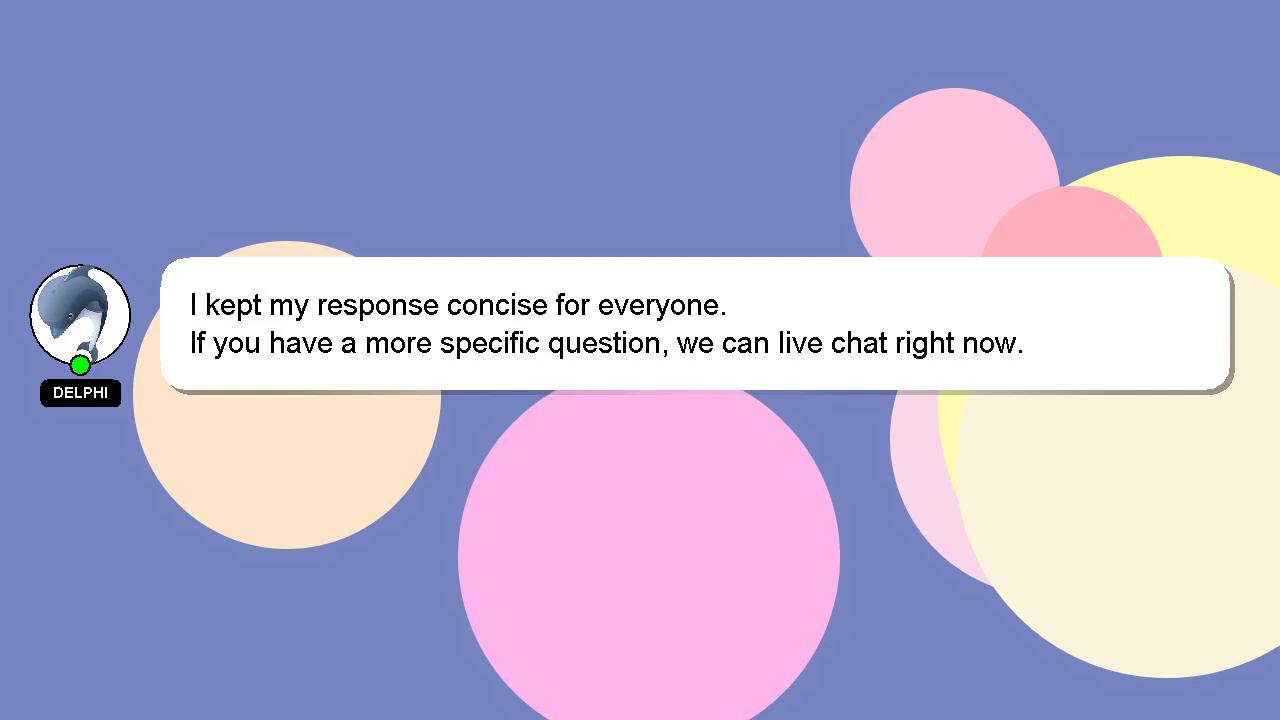 I kept my response concise for everyone.
If you have a more specific question, we can live chat right now.
DELPHI